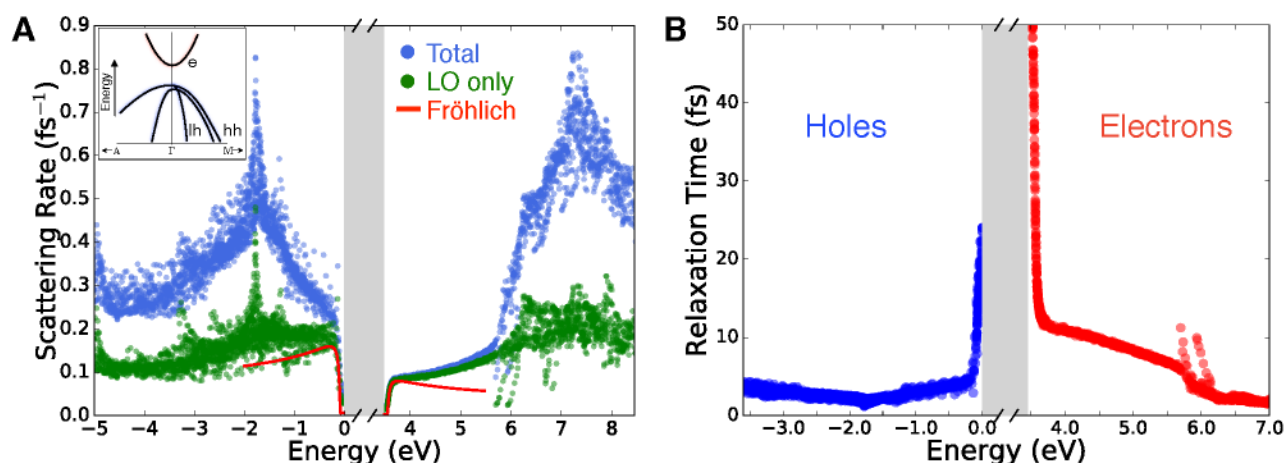 A
0.9
0.8
0.7
0.6
0.5
0.4
0.3
0.2
0.1
0.0
Scattering Rate (fs⁻¹)
Energy
e
lh
hh
A
Γ
M
Total
LO only
Fröhlich
-5 -4 -3 -2 -1 0 4 5 6 7 8
Energy (eV)
B
50
40
30
20
10
0
Relaxation Time (fs)
Holes
Electrons
-3.0 -2.0 -1.0 0.0 4.0 5.0 6.0 7.0
Energy (eV)